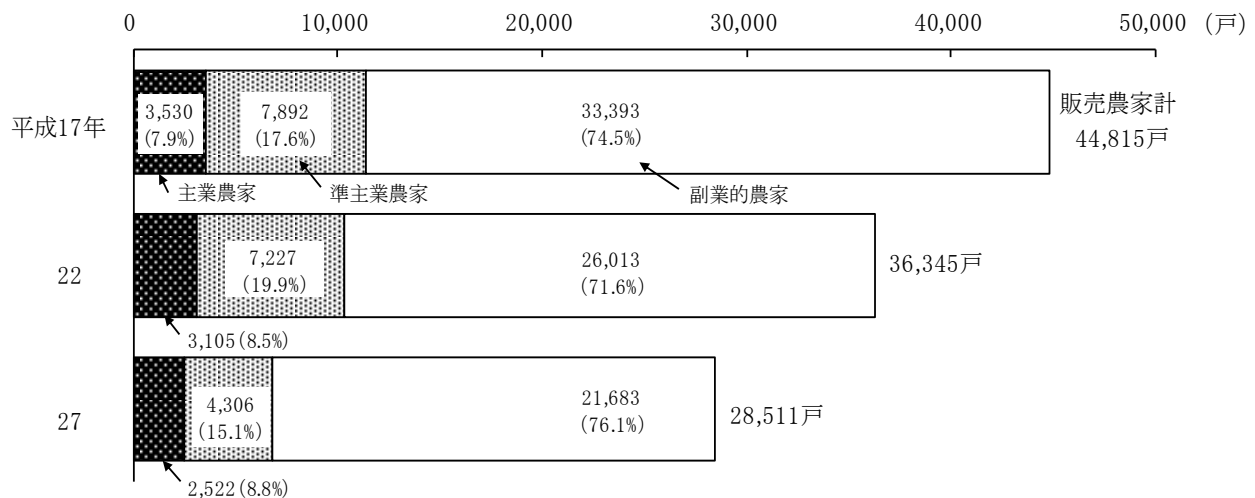 0 10,000 20,000 30,000 40,000 50,000 (戸)
平成17年
3,530
(7.9%)
7,892
(17.6%)
33,393
(74.5%)
販売農家計
44,815戸
主業農家
準主業農家
副業的農家
22
7,227
(19.9%)
26,013
(71.6%)
36,345戸
3,105(8.5%)
27
4,306
(15.1%)
21,683
(76.1%)
28,511戸
2,522(8.8%)